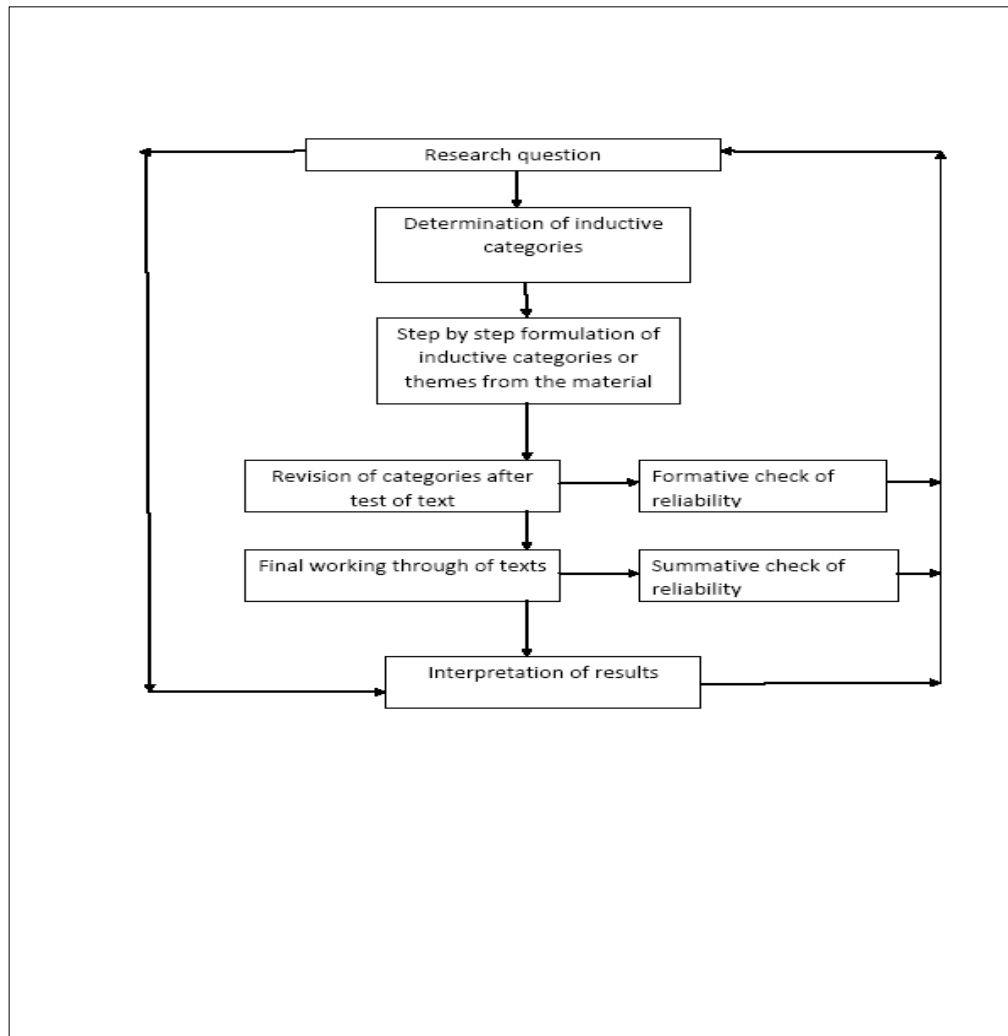 Research question
Determination of inductive
categories
Step by step formulation of
inductive categories or
themes from the material
Revision of categories after
test of text
Formative check of
reliability
Final working through of texts
Summative check of
reliability
Interpretation of results